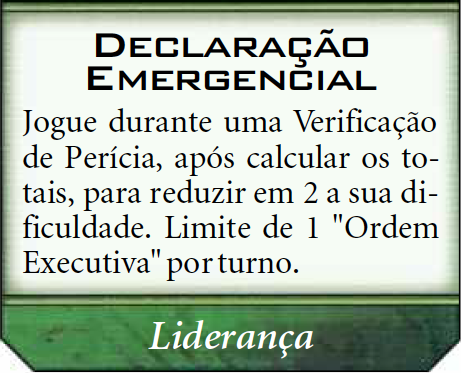 DECLARAÇÃO
EMERGENCIAL
Jogue durante uma Verificação
de Perícia, após calcular os to-
tais, para reduzir em 2 a sua di-
ficuldade. Limite de 1 "Ordem
Executiva" por turno.
Liderança